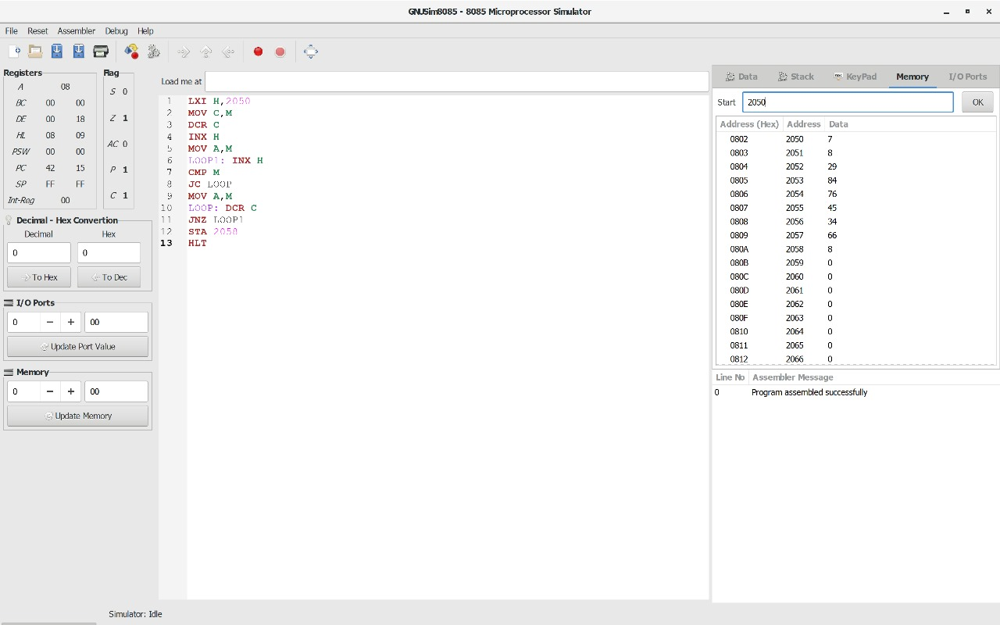 GNUSim8085 - 8085 Microprocessor Simulator
File Reset Assembler Debug Help
Registers
A 08
BC 00 00
DE 00 18
HL 08 09
PSW 00 00
PC 42 15
SP FF FF
Int-Reg 00
Flag
S 0
Z 1
AC 0
P 1
C 1
Decimal - Hex Convertion
Decimal Hex
0 0
To Hex To Dec
I/O Ports
0 − + 00
Update Port Value
Memory
0 − + 00
Update Memory
Load me at
1 LXI H,2050
2 MOV C,M
3 DCR C
4 INX H
5 MOV A,M
6 LOOP1: INX H
7 CMP M
8 JC LOOP
9 MOV A,M
10 LOOP: DCR C
11 JNZ LOOP1
12 STA 2058
13 HLT
Data Stack KeyPad Memory I/O Ports
Start 2050 OK
Address (Hex) Address Data
0802 2050 7
0803 2051 8
0804 2052 29
0805 2053 84
0806 2054 76
0807 2055 45
0808 2056 34
0809 2057 66
080A 2058 8
080B 2059 0
080C 2060 0
080D 2061 0
080E 2062 0
080F 2063 0
0810 2064 0
0811 2065 0
0812 2066 0
Line No Assembler Message
0 Program assembled successfully
Simulator: Idle